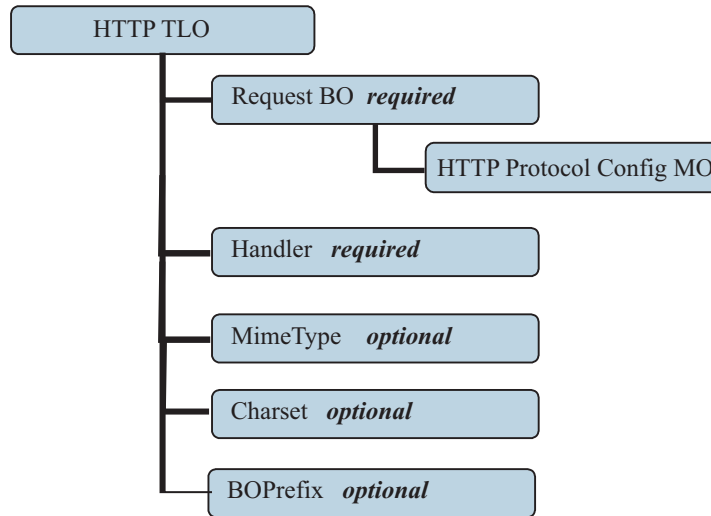 HTTP TLO
Request BO required
HTTP Protocol Config MO
Handler required
MimeType optional
Charset optional
BOPrefix optional